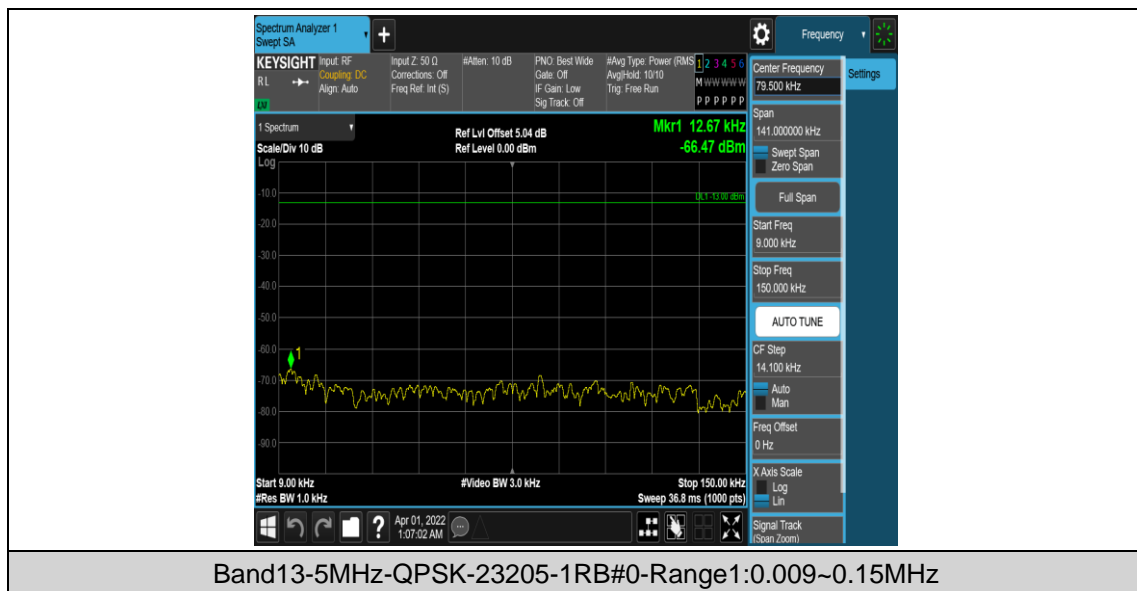 Spectrum Analyzer 1
Swept SA
+
Frequency
KEYSIGHT
Input: RF
Input Z: 50 Ω
#Atten: 10 dB
PNO: Best Wide
#Avg Type: Power (RMS
1 2 3 4 5 6
RL
Coupling: DC
Corrections: Off
Gate: Off
Avg|Hold: 10/10
M W W W W W
Align: Auto
Freq Ref: Int (S)
IF Gain: Low
Trig: Free Run
Sig Track: Off
P P P P P P
Center Frequency
79.500 kHz
Settings
Span
141.000000 kHz
Swept Span
Zero Span
Full Span
Start Freq
9.000 kHz
Stop Freq
150.000 kHz
AUTO TUNE
CF Step
14.100 kHz
Auto
Man
Freq Offset
0 Hz
X Axis Scale
Log
Lin
Signal Track
(Span Zoom)
1 Spectrum
Ref Lvl Offset 5.04 dB
Mkr1 12.67 kHz
Scale/Div 10 dB
Ref Level 0.00 dBm
-66.47 dBm
Log
-10.0
DL1 -13.00 dBm
-20.0
-30.0
-40.0
-50.0
-60.0
1
-70.0
-80.0
-90.0
Start 9.00 kHz
#Video BW 3.0 kHz
Stop 150.00 kHz
#Res BW 1.0 kHz
Sweep 36.8 ms (1000 pts)
?
Apr 01, 2022
1:07:02 AM
Band13-5MHz-QPSK-23205-1RB#0-Range1:0.009~0.15MHz